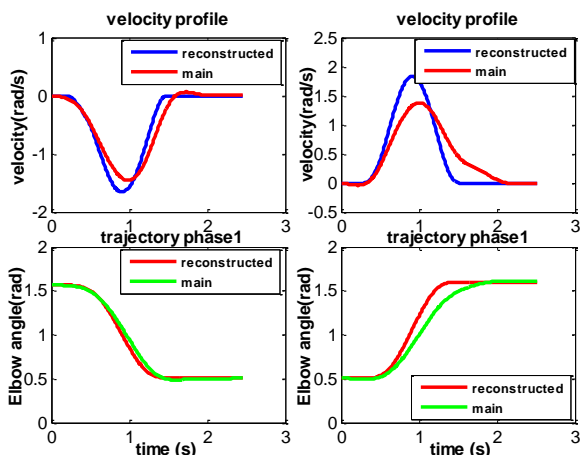 velocity profile
velocity(rad/s)
1
0
-1
-2
0
1
2
3
reconstructed
main
velocity profile
velocity(rad/s)
2.5
2
1.5
1
0.5
0
-0.5
0
1
2
3
reconstructed
main
trajectory phase1
Elbow angle(rad)
2
1.5
1
0.5
0
0
1
2
3
time (s)
reconstructed
main
trajectory phase1
Elbow angle(rad)
2
1.5
1
0.5
0
0
1
2
3
time (s)
reconstructed
main